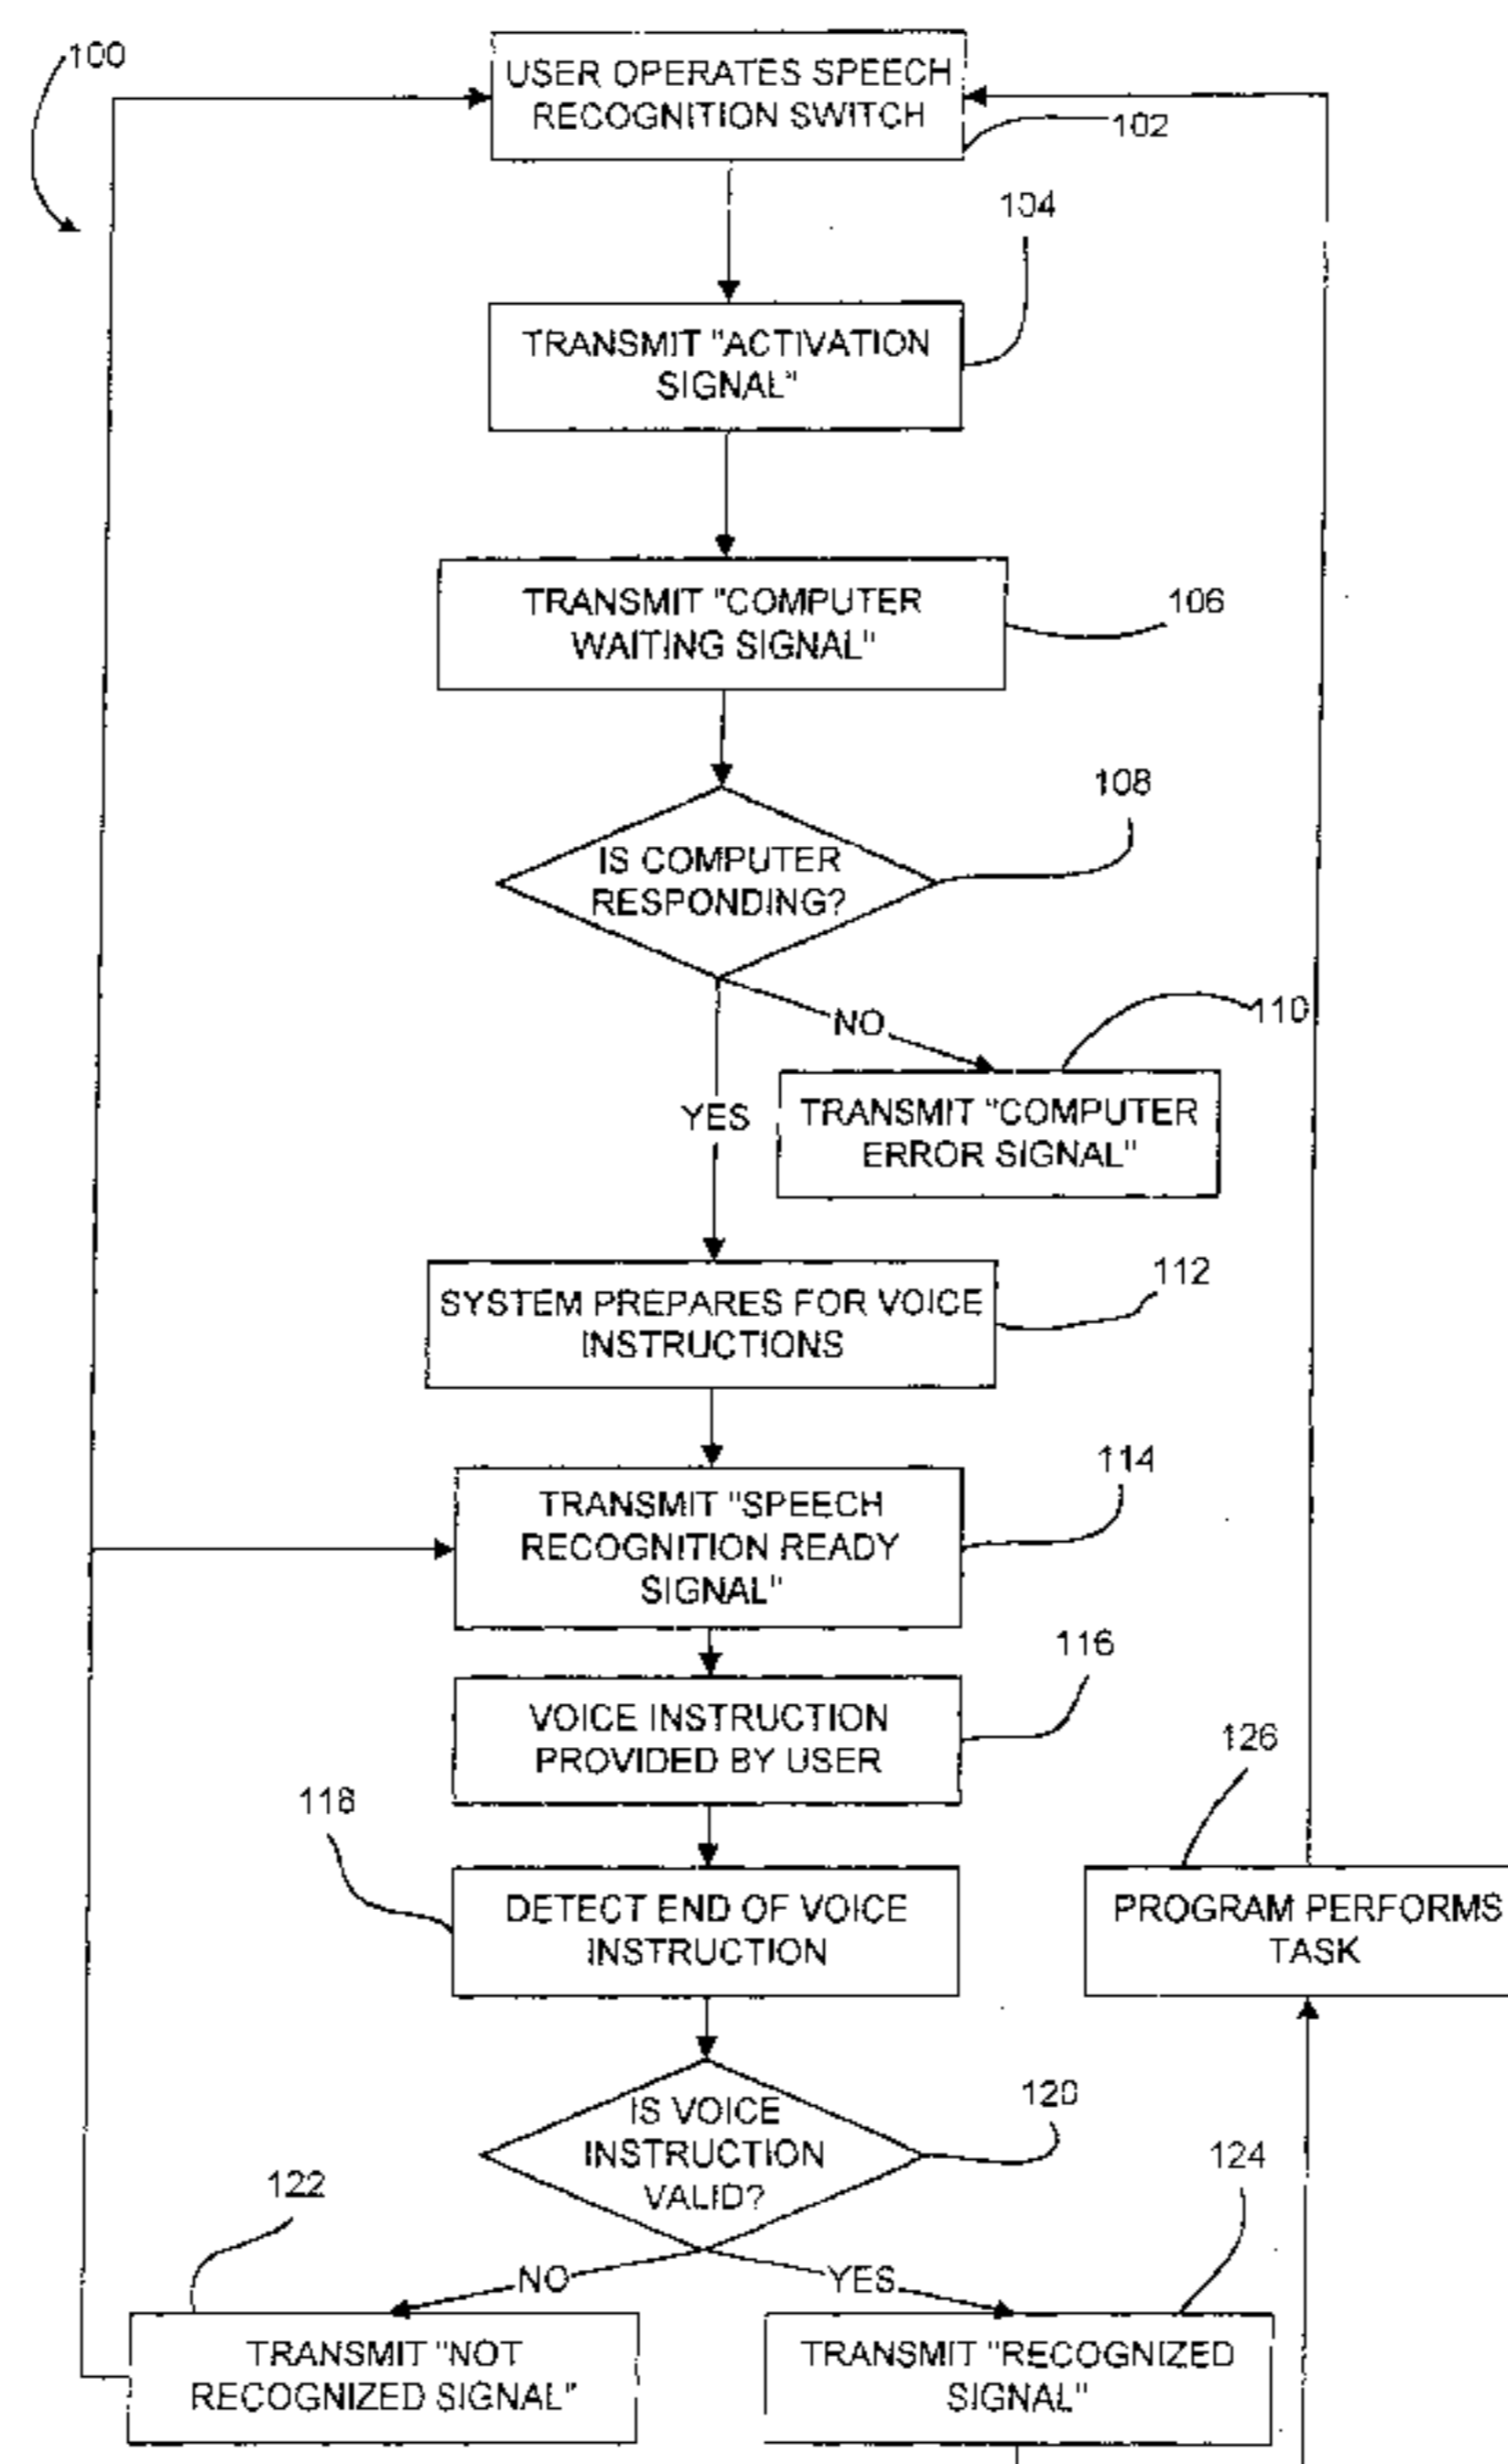 100
USER OPERATES SPEECH
RECOGNITION SWITCH
102
104
TRANSMIT "ACTIVATION
SIGNAL"
TRANSMIT "COMPUTER
WAITING SIGNAL"
106
108
IS COMPUTER
RESPONDING?
NO
110
YES
TRANSMIT "COMPUTER
ERROR SIGNAL"
112
SYSTEM PREPARES FOR VOICE
INSTRUCTIONS
114
TRANSMIT "SPEECH
RECOGNITION READY
SIGNAL"
116
VOICE INSTRUCTION
PROVIDED BY USER
126
118
DETECT END OF VOICE
INSTRUCTION
PROGRAM PERFORMS
TASK
120
IS VOICE
INSTRUCTION
VALID?
124
122
NO
YES
TRANSMIT "NOT
RECOGNIZED SIGNAL"
TRANSMIT "RECOGNIZED
SIGNAL"